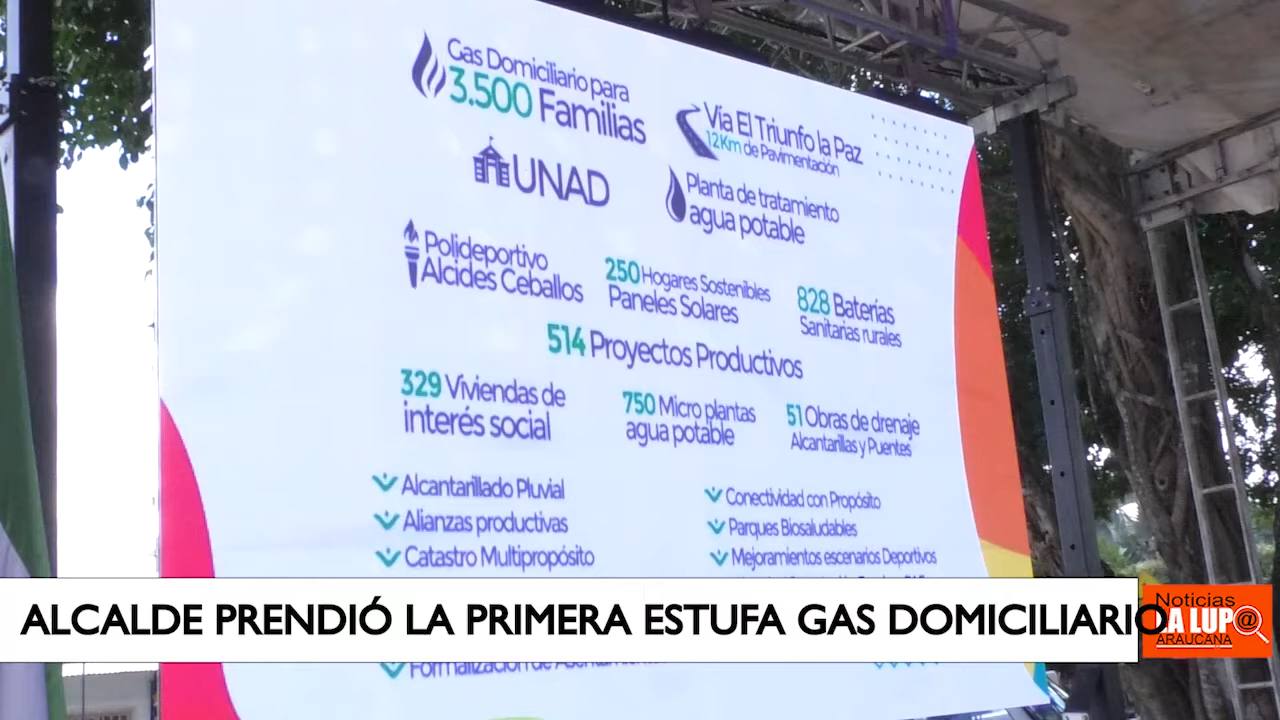 Gas Domiciliario para
3.500 Familias
Vía El Triunfo la Paz
12Km de Pavimentación
UNAD
Planta de tratamiento
agua potable
Polideportivo
Alcides Ceballos
250 Hogares Sostenibles
Paneles Solares
828 Baterías
Sanitarias rurales
514 Proyectos Productivos
329 Viviendas de
interés social
750 Micro plantas
agua potable
51 Obras de drenaje
Alcantarillas y Puentes
Alcantarillado Pluvial
Alianzas productivas
Catastro Multipropósito
Conectividad con Propósito
Parques Biosaludables
Mejoramientos escenarios Deportivos
ALCALDE PRENDIÓ LA PRIMERA ESTUFA GAS DOMICILIARIO
Noticias
LA LUP@
ARAUCANA
Formalización de